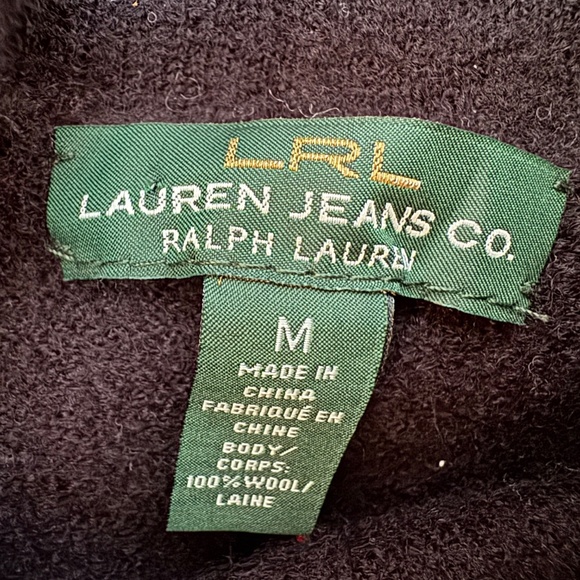 LRL
LAUREN JEANS CO.
RALPH LAUREN
M
MADE IN
CHINA
FABRIQUÉ EN
CHINE
BODY/
CORPS:
100% WOOL/
LAINE